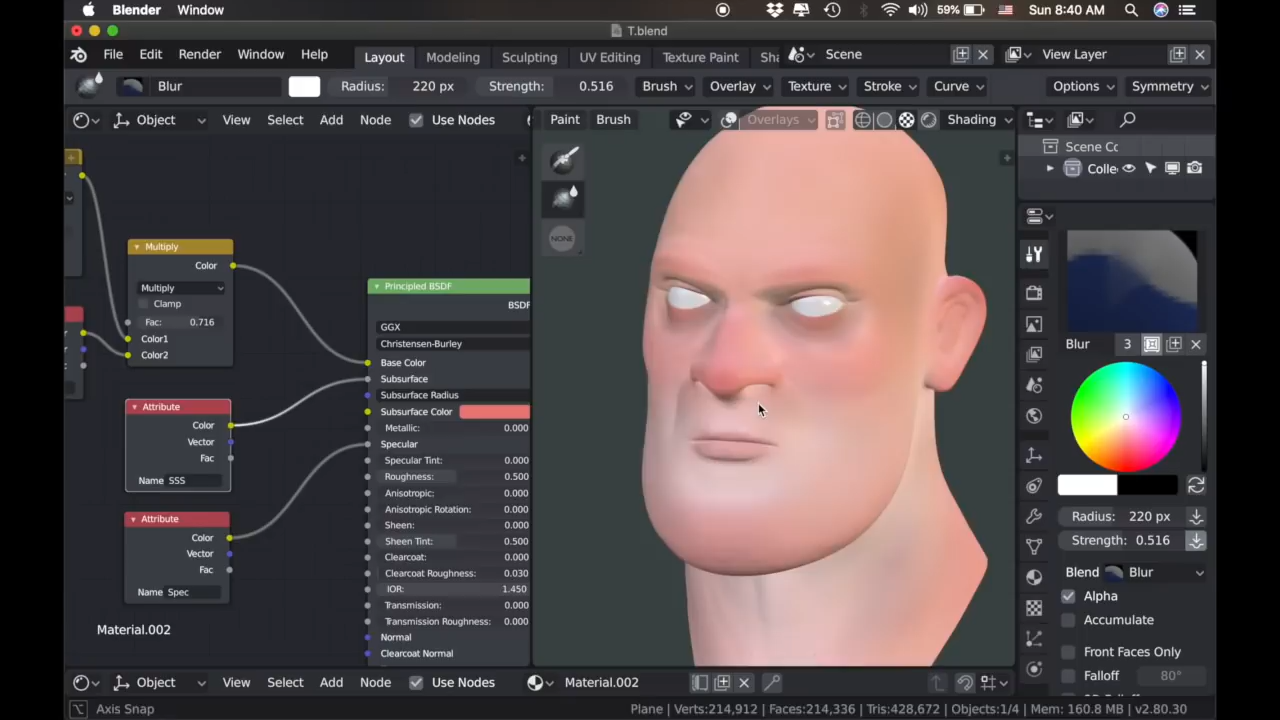 Blender Window 59% Sun 8:40 AM
T.blend
File Edit Render Window Help Layout Modeling Sculpting UV Editing Texture Paint Sha Scene View Layer
Blur Radius: 220 px Strength: 0.516 Brush Overlay Texture Stroke Curve Options Symmetry
Object View Select Add Node Use Nodes Paint Brush Overlays Shading
Scene Cc
Colle
Multiply
Color
Multiply
Clamp
Fac: 0.716
Color1
Color2
Attribute
Color
Vector
Fac
Name SSS
Attribute
Color
Vector
Fac
Name Spec
Material.002
Principled BSDF
BSDF
GGX
Christensen-Burley
Base Color
Subsurface
Subsurface Radius
Subsurface Color
Metallic: 0.000
Specular
Specular Tint: 0.000
Roughness: 0.500
Anisotropic: 0.000
Anisotropic Rotation: 0.000
Sheen: 0.000
Sheen Tint: 0.500
Clearcoat: 0.000
Clearcoat Roughness: 0.030
IOR: 1.450
Transmission: 0.000
Transmission Roughness: 0.000
Normal
Clearcoat Normal
NONE
Blur 3
Radius: 220 px
Strength: 0.516
Blend Blur
Alpha
Accumulate
Front Faces Only
Falloff 80°
Object View Select Add Node Use Nodes Material.002
Axis Snap Plane | Verts:214,912 | Faces:214,336 | Tris:428,672 | Objects:1/4 | Mem: 160.8 MB | v2.80.30